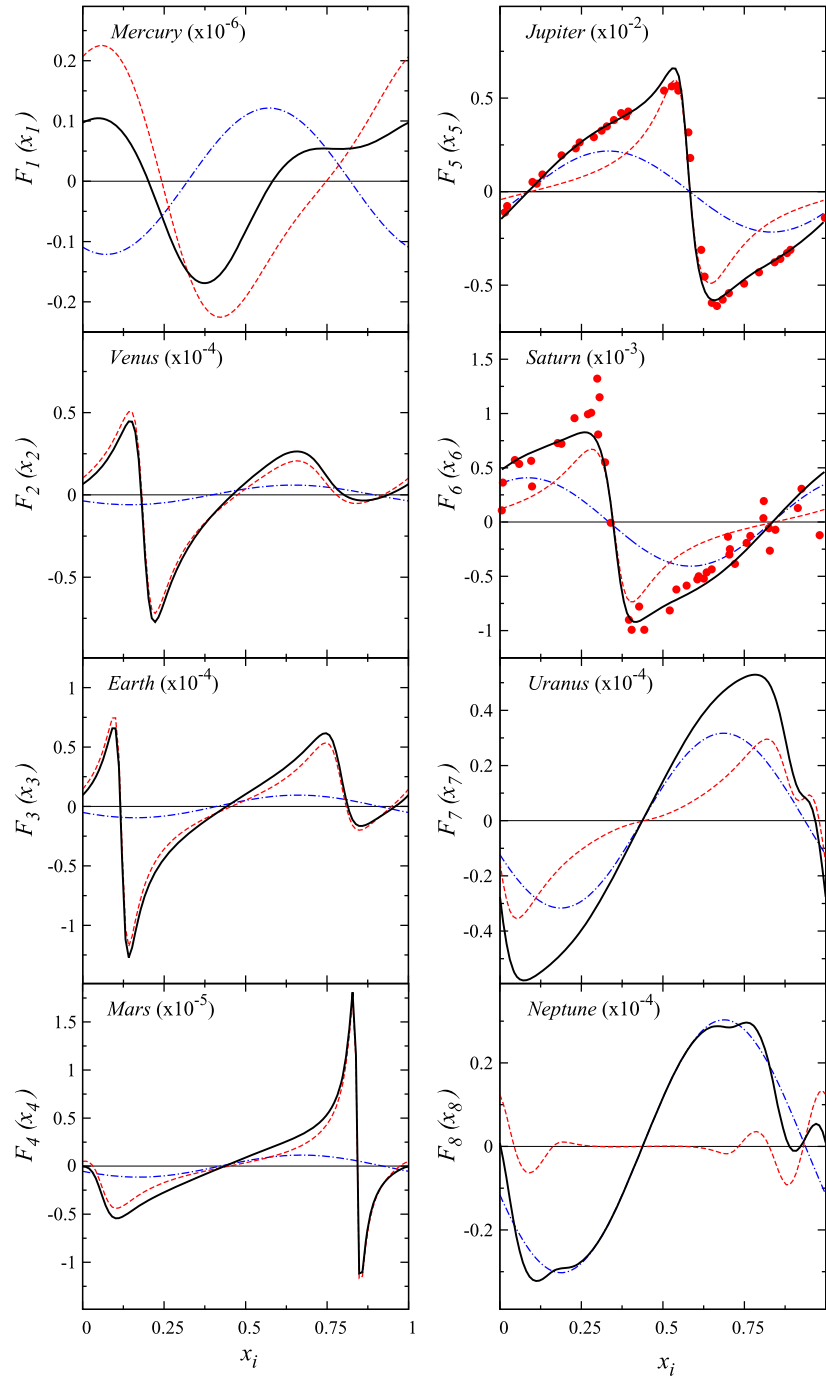 Mercury (x10-6)
0.2
0.1
0
-0.1
-0.2
F1 (x1)
Jupiter (x10-2)
0.5
0
-0.5
F5 (x5)
Venus (x10-4)
0.5
0
-0.5
F2 (x2)
Saturn (x10-3)
1.5
1
0.5
0
-0.5
-1
F6 (x6)
Earth (x10-4)
1
0.5
0
-0.5
-1
F3 (x3)
Uranus (x10-4)
0.4
0.2
0
-0.2
-0.4
F7 (x7)
Mars (x10-5)
1.5
1
0.5
0
-0.5
-1
F4 (x4)
0 0.25 0.5 0.75 1
xi
Neptune (x10-4)
0.2
0
-0.2
F8 (x8)
0 0.25 0.5 0.75
xi